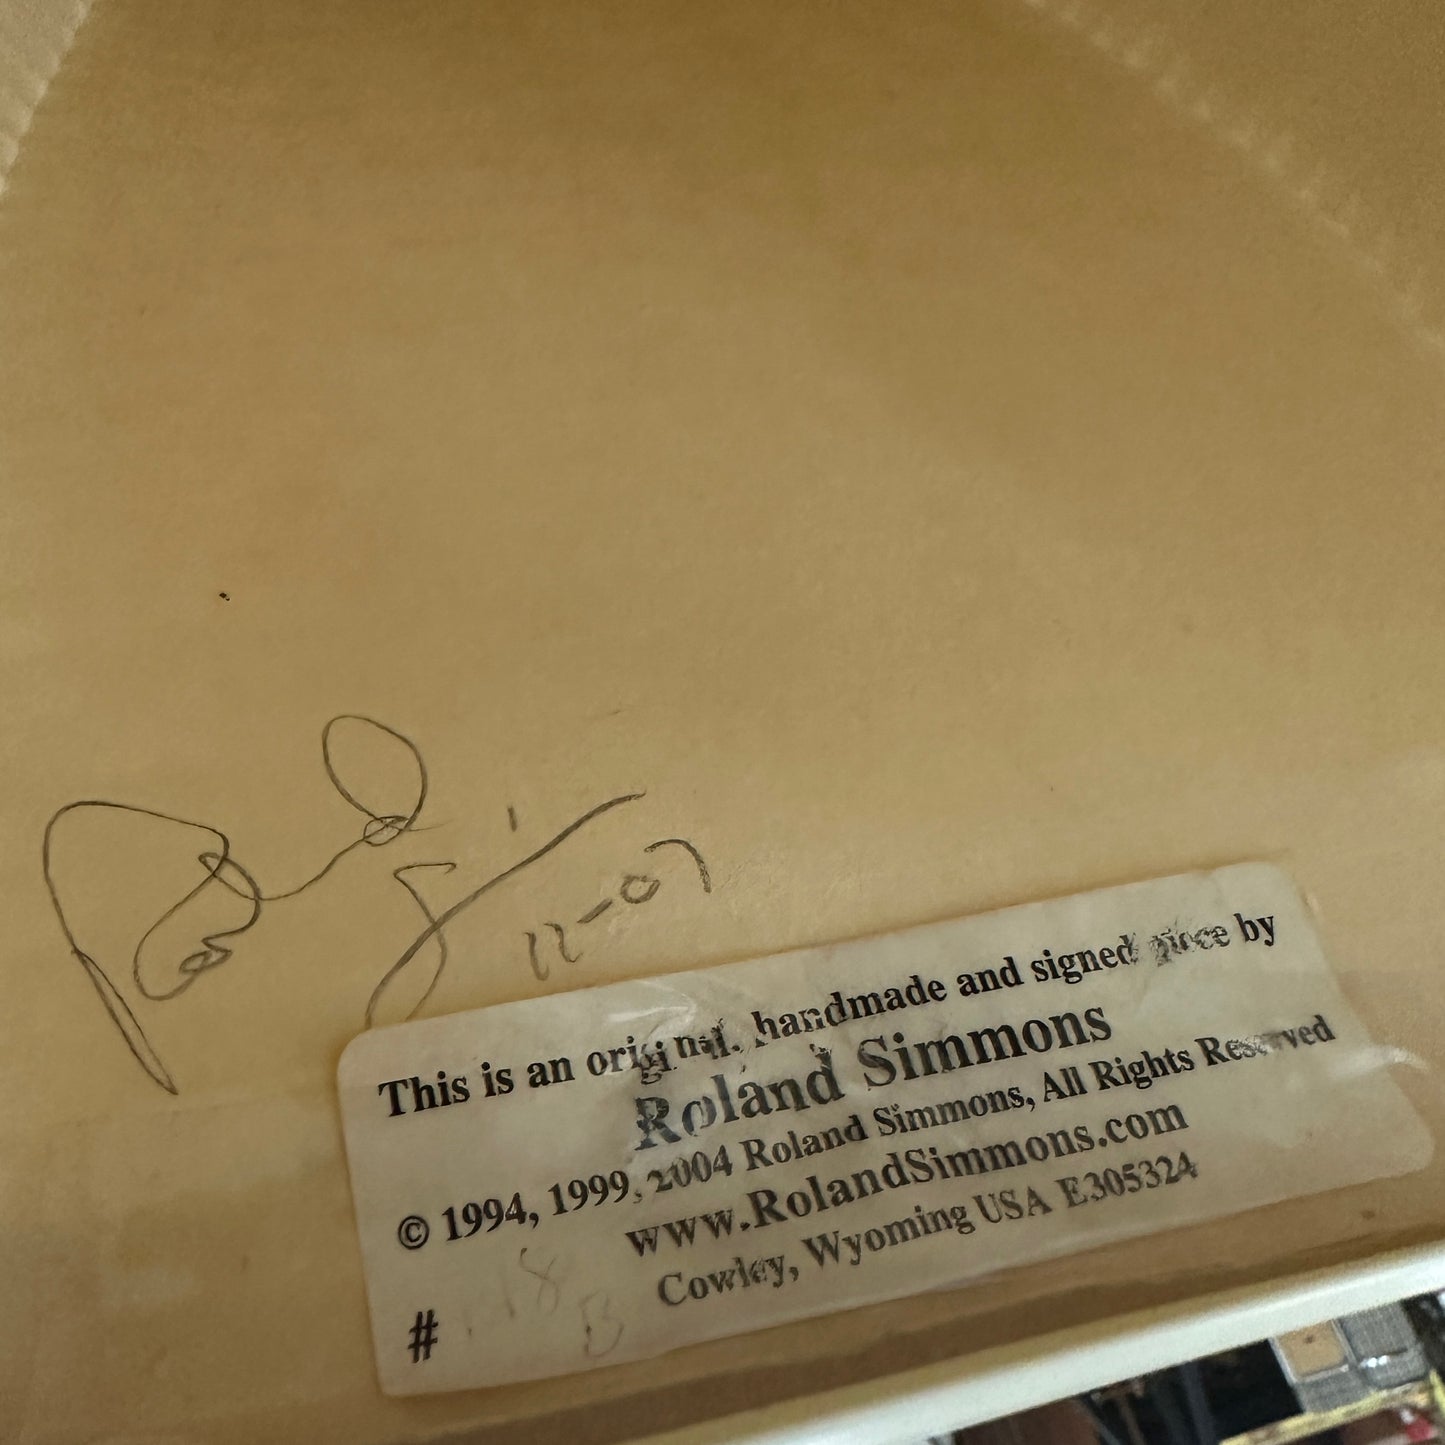 11-07
This is an original, handmade and signed piece by
Roland Simmons
© 1994, 1999, 2004 Roland Simmons, All Rights Reserved
www.RolandSimmons.com
Cowley, Wyoming USA E305324
# 18 B